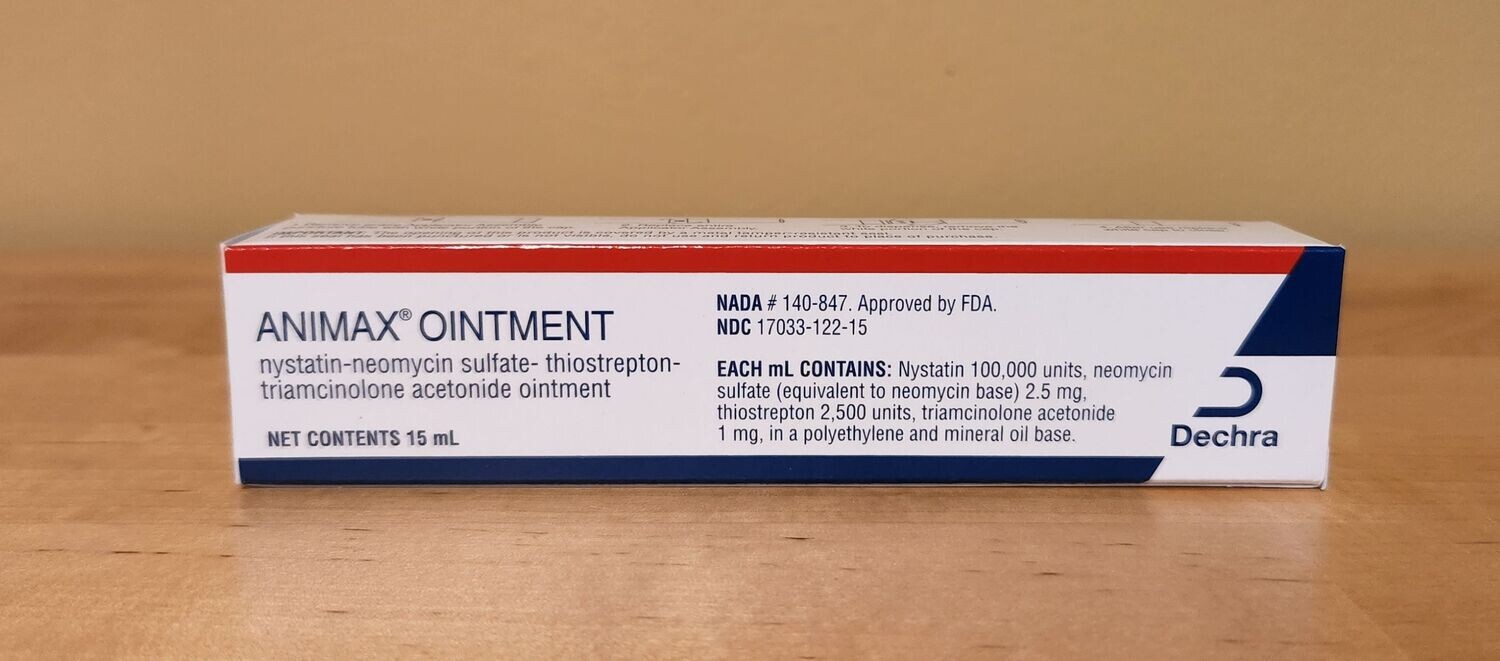 ANIMAX® OINTMENT
nystatin-neomycin sulfate- thiostrepton-
triamcinolone acetonide ointment
NET CONTENTS 15 mL
NADA # 140-847. Approved by FDA.
NDC 17033-122-15
EACH mL CONTAINS: Nystatin 100,000 units, neomycin
sulfate (equivalent to neomycin base) 2.5 mg,
thiostrepton 2,500 units, triamcinolone acetonide
1 mg, in a polyethylene and mineral oil base.
Dechra